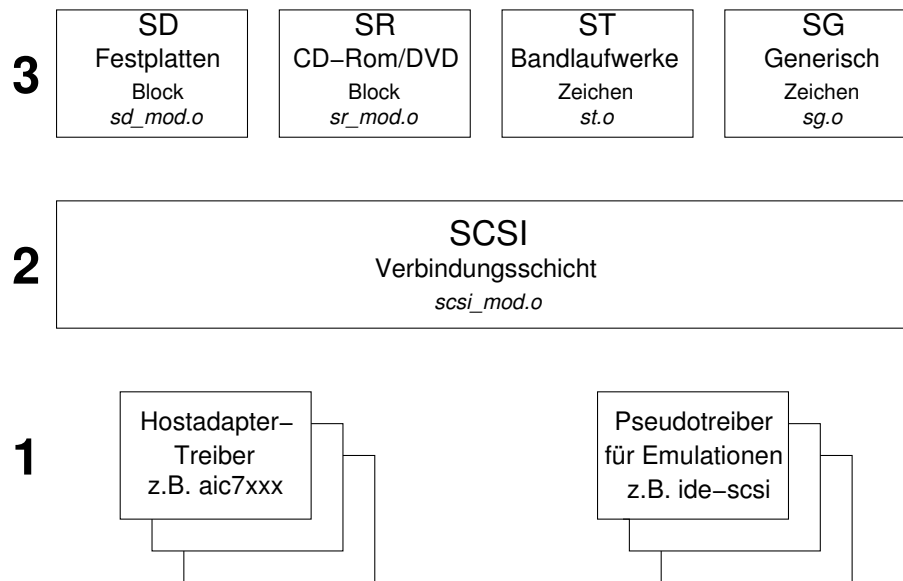 3
SD
Festplatten
Block
sd_mod.o
SR
CD–Rom/DVD
Block
sr_mod.o
ST
Bandlaufwerke
Zeichen
st.o
SG
Generisch
Zeichen
sg.o
2
SCSI
Verbindungsschicht
scsi_mod.o
1
Hostadapter–
Treiber
z.B. aic7xxx
Pseudotreiber
für Emulationen
z.B. ide–scsi